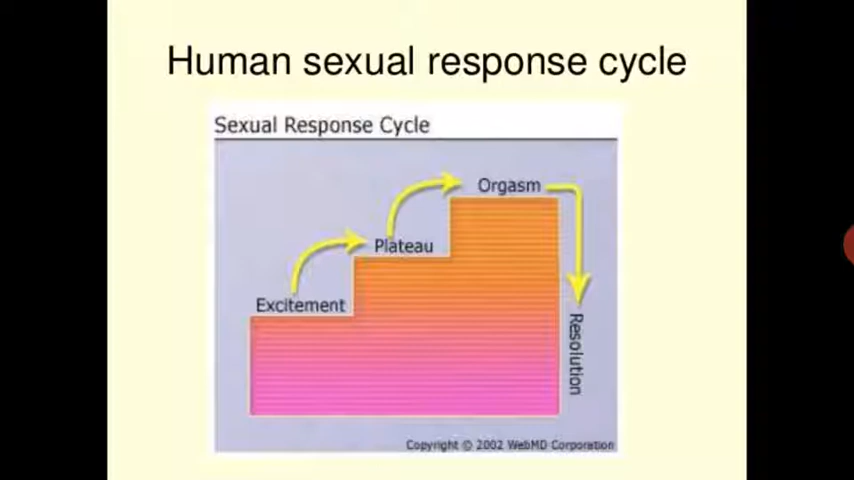 Human sexual response cycle
Sexual Response Cycle
Orgasm
Plateau
Excitement
Resolution
Copyright © 2002 WebMD Corporation